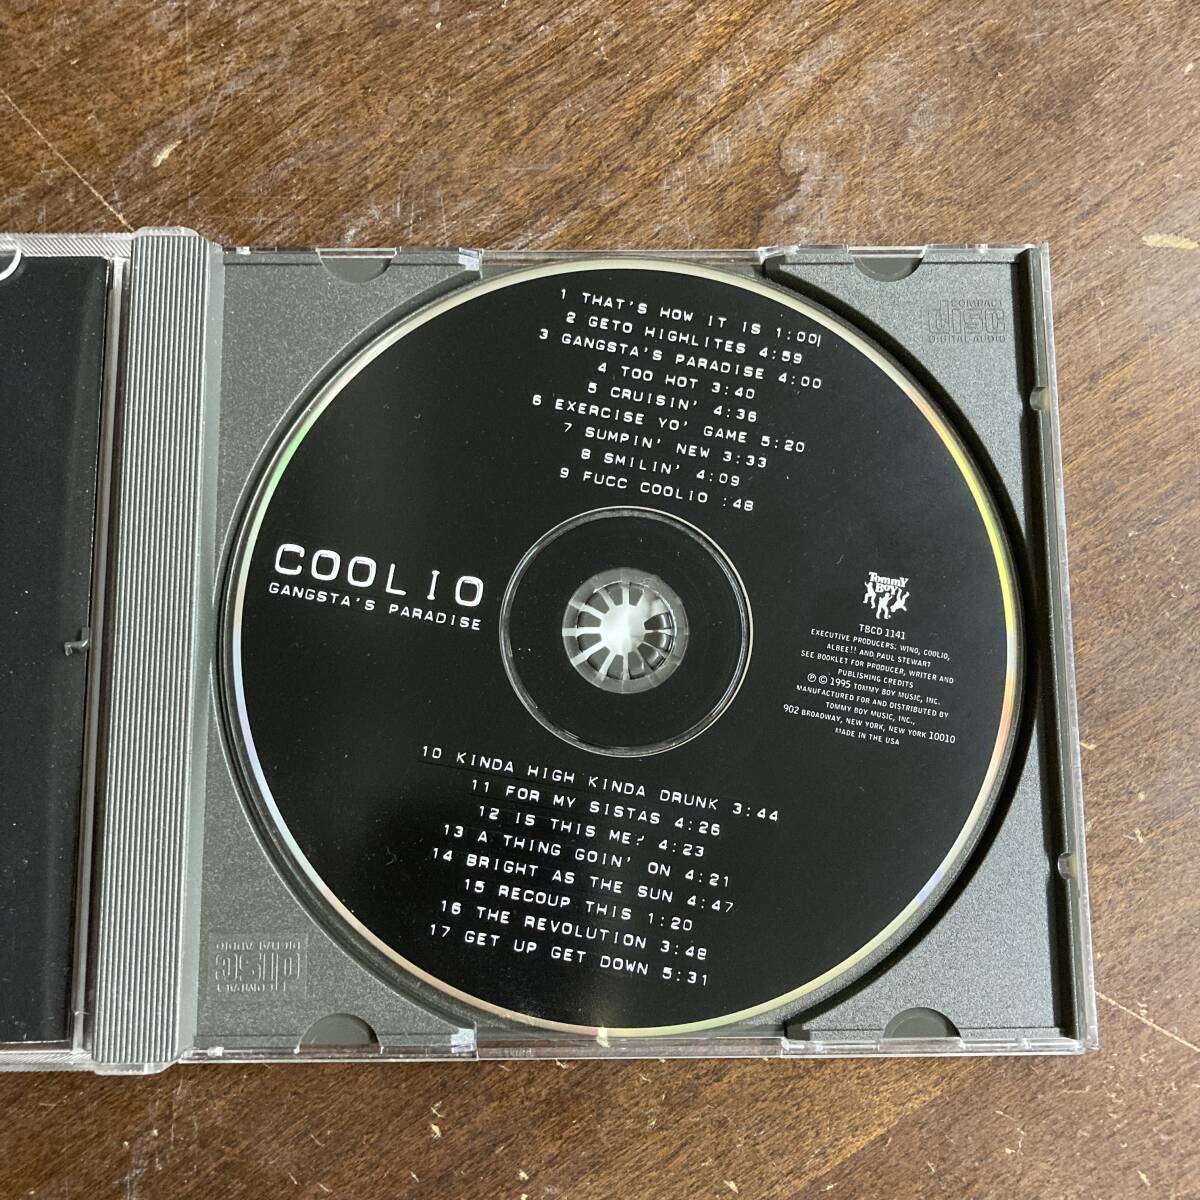 1 THAT'S HOW IT IS 1:00
2 GETO HIGHLITES 4:59
3 GANGSTA'S PARADISE 4:00
4 TOO HOT 3:40
5 CRUISIN' 4:36
6 EXERCISE YO' GAME 5:20
7 SUMPIN' NEW 3:33
8 SMILIN' 4:09
9 FUCC COOLIO :48
COOLIO
GANGSTA'S PARADISE
Tommy
Boy
TBCD 1141
EXECUTIVE PRODUCERS: WINO, COOLIO,
ALBEE!! AND PAUL STEWART
SEE BOOKLET FOR PRODUCER, WRITER AND
PUBLISHING CREDITS
℗ © 1995 TOMMY BOY MUSIC, INC.
MANUFACTURED FOR AND DISTRIBUTED BY
TOMMY BOY MUSIC, INC.,
902 BROADWAY, NEW YORK, NEW YORK 10010
MADE IN THE USA
10 KINDA HIGH KINDA DRUNK 3:44
11 FOR MY SISTAS 4:26
12 IS THIS ME? 4:23
13 A THING GOIN' ON 4:21
14 BRIGHT AS THE SUN 4:47
15 RECOUP THIS 1:20
16 THE REVOLUTION 3:48
17 GET UP GET DOWN 5:31
COMPACT
disc
DIGITAL AUDIO
COMPACT
disc
DIGITAL AUDIO